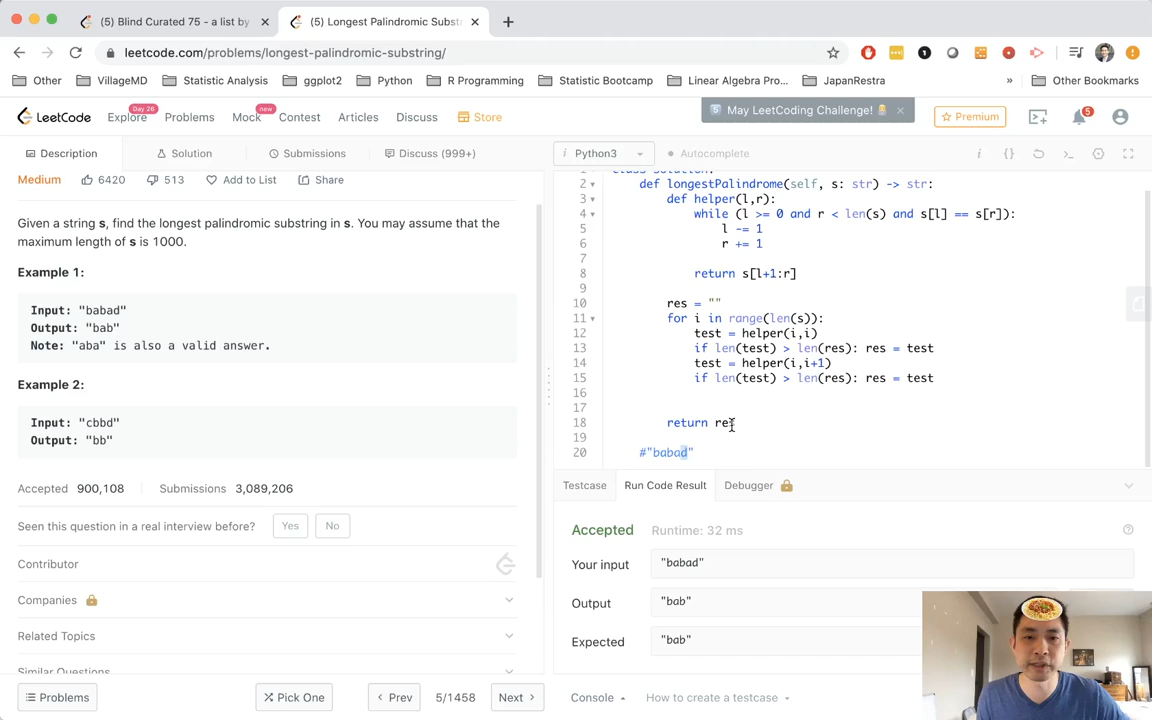 (5) Blind Curated 75 - a list by
(5) Longest Palindromic Subst
leetcode.com/problems/longest-palindromic-substring/
Other
VillageMD
Statistic Analysis
ggplot2
Python
R Programming
Statistic Bootcamp
Linear Algebra Pro...
JapanRestra
»
Other Bookmarks
LeetCode
Explore
Day 26
Problems
Mock
new
Contest
Articles
Discuss
Store
May LeetCoding Challenge!
Premium
5
Description
Solution
Submissions
Discuss (999+)
Python3
Autocomplete
Medium
6420
513
Add to List
Share
Given a string s, find the longest palindromic substring in s. You may assume that the
maximum length of s is 1000.
Example 1:
Input: "babad"
Output: "bab"
Note: "aba" is also a valid answer.
Example 2:
Input: "cbbd"
Output: "bb"
Accepted 900,108
Submissions 3,089,206
Seen this question in a real interview before?
Yes
No
Contributor
Companies
Related Topics
Similar Questions
Problems
Pick One
Prev
5/1458
Next
1 class Solution:
2 def longestPalindrome(self, s: str) -> str:
3 def helper(l,r):
4 while (l >= 0 and r < len(s) and s[l] == s[r]):
5 l -= 1
6 r += 1
7
8 return s[l+1:r]
9
10 res = ""
11 for i in range(len(s)):
12 test = helper(i,i)
13 if len(test) > len(res): res = test
14 test = helper(i,i+1)
15 if len(test) > len(res): res = test
16
17
18 return res
19
20 #"babad"
Testcase
Run Code Result
Debugger
Accepted
Runtime: 32 ms
Your input
"babad"
Output
"bab"
Expected
"bab"
Console
How to create a testcase